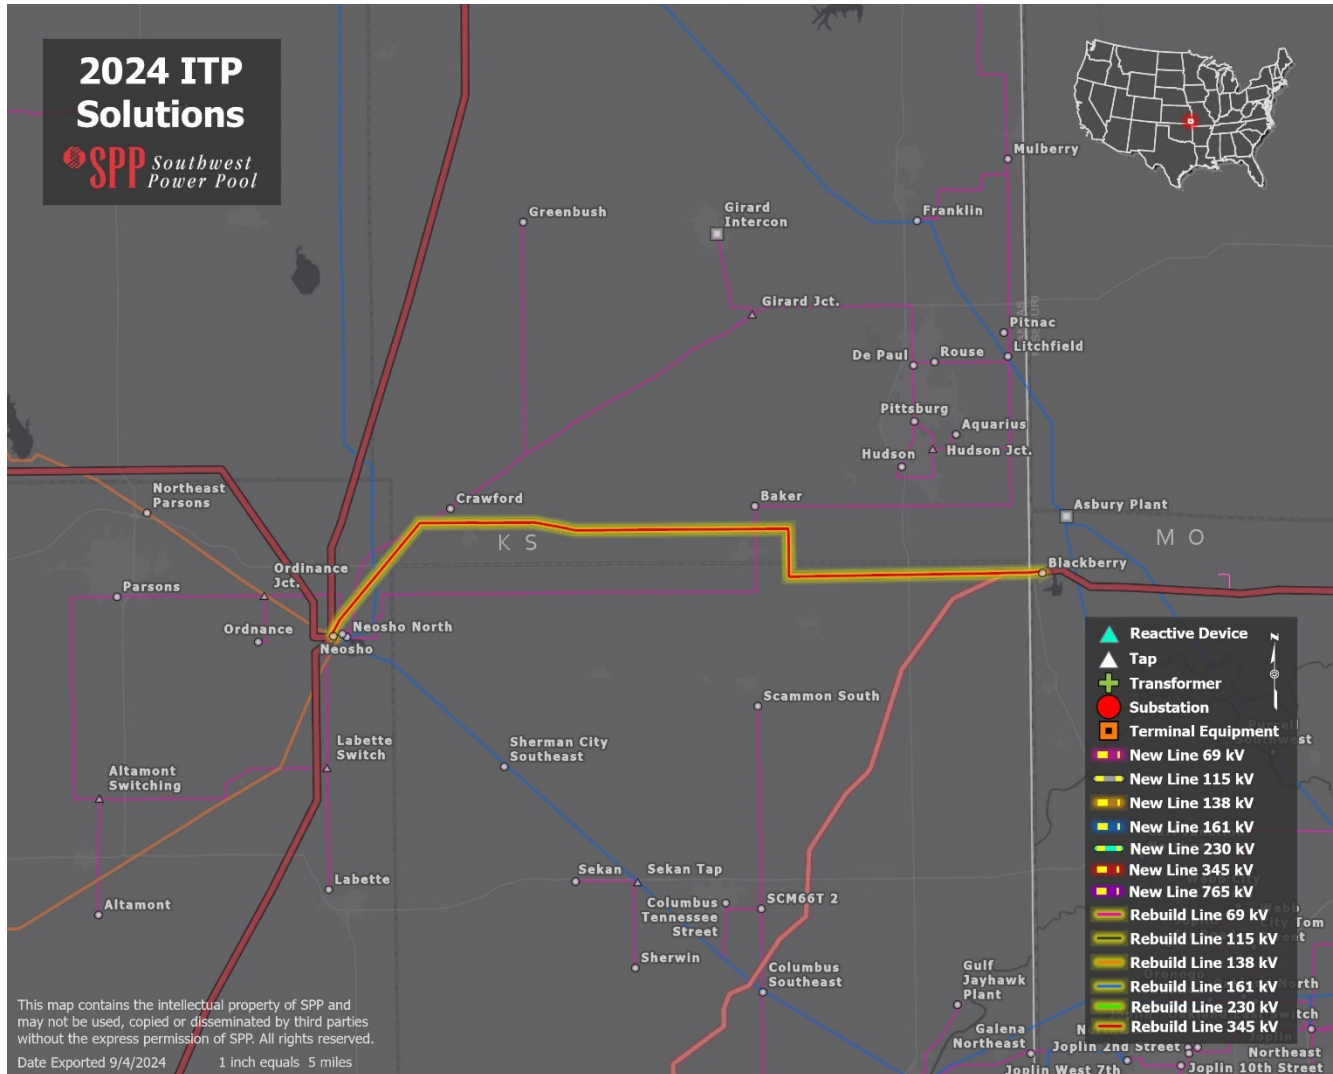 2024 ITP
Solutions
SPP Southwest
Power Pool
Mulberry
Greenbush
Girard
Intercon
Franklin
Girard Jct.
KANSAS
MISSOURI
Pitnac
Litchfield
De Paul
Rouse
Pittsburg
Aquarius
Hudson
Hudson Jct.
Northeast
Parsons
Crawford
Baker
Asbury Plant
K S
M O
Blackberry
Ordinance
Jct.
Parsons
Ordnance
Neosho North
Neosho
Scammon South
Labette
Switch
Sherman City
Southeast
Altamont
Switching
Sekan
Sekan Tap
Labette
Altamont
Columbus
Tennessee
Street
SCM66T 2
Sherwin
Columbus
Southeast
Gulf
Jayhawk
Plant
Galena
Northeast
Joplin 2nd Street
Joplin West 7th
Northeast
Joplin 10th Street
Reactive Device
N
Tap
Transformer
Substation
Terminal Equipment
New Line 69 kV
New Line 115 kV
New Line 138 kV
New Line 161 kV
New Line 230 kV
New Line 345 kV
New Line 765 kV
Rebuild Line 69 kV
Rebuild Line 115 kV
Rebuild Line 138 kV
Rebuild Line 161 kV
Rebuild Line 230 kV
Rebuild Line 345 kV
This map contains the intellectual property of SPP and
may not be used, copied or disseminated by third parties
without the express permission of SPP. All rights reserved.
Date Exported 9/4/2024 1 inch equals 5 miles